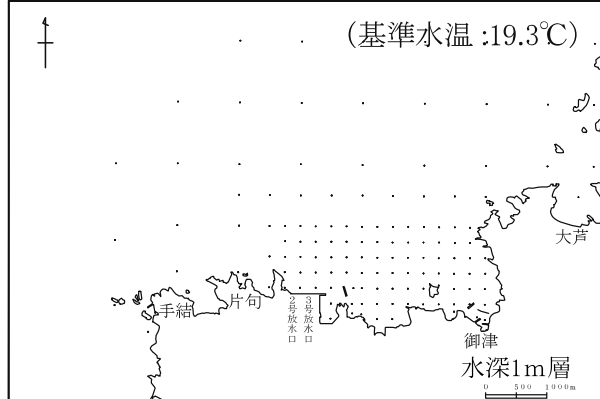 （基準水温:19.3℃）
大芦
手結
片句
2号放水口
3号放水口
御津
水深1m層
0 500 1000m